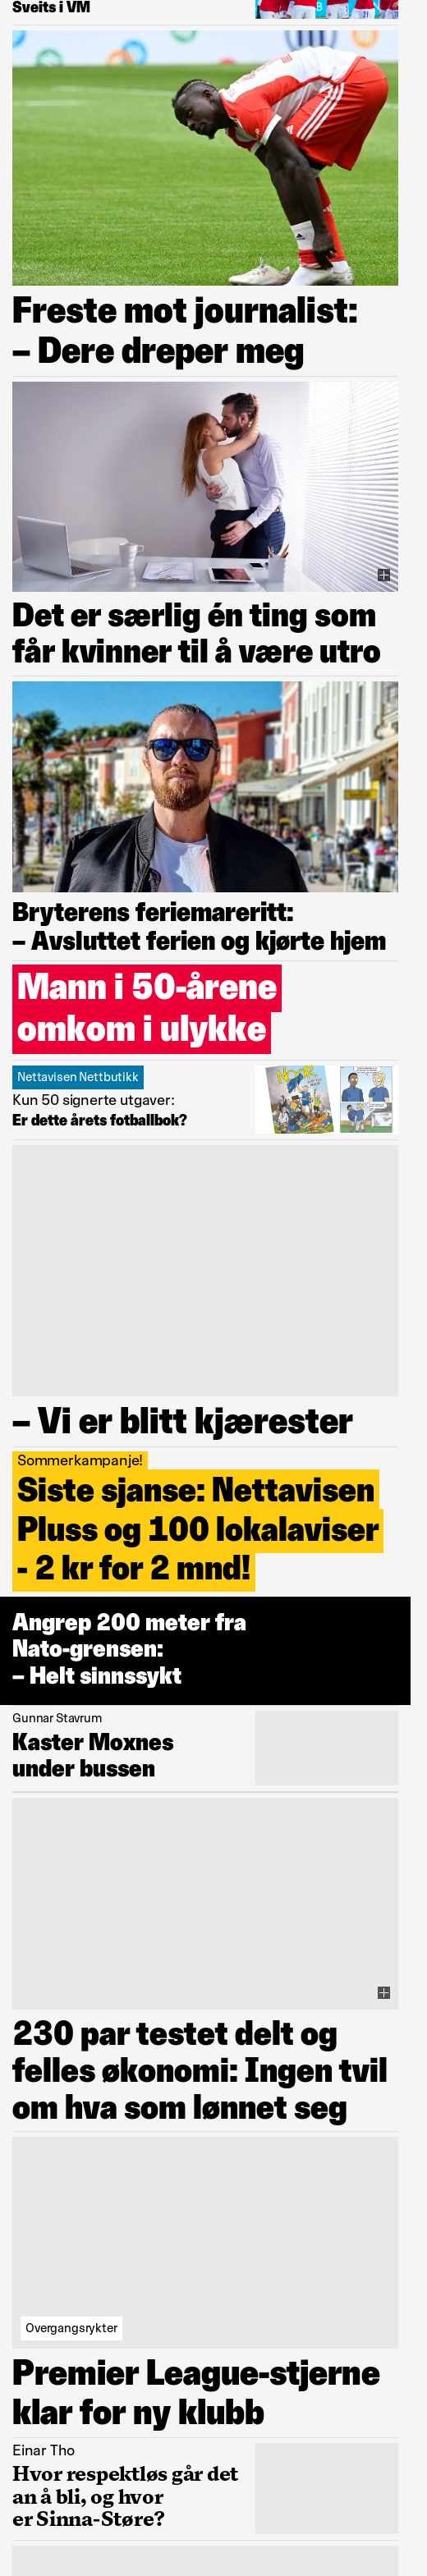 Sveits i VM
Freste mot journalist:
– Dere dreper meg
Det er særlig én ting som
får kvinner til å være utro
Bryterens feriemareritt:
– Avsluttet ferien og kjørte hjem
Mann i 50-årene
omkom i ulykke
Nettavisen Nettbutikk
Kun 50 signerte utgaver:
Er dette årets fotballbok?
– Vi er blitt kjærester
Sommerkampanje!
Siste sjanse: Nettavisen
Pluss og 100 lokalaviser
- 2 kr for 2 mnd!
Angrep 200 meter fra
Nato-grensen:
– Helt sinnssykt
Gunnar Stavrum
Kaster Moxnes
under bussen
230 par testet delt og
felles økonomi: Ingen tvil
om hva som lønnet seg
Overgangsrykter
Premier League-stjerne
klar for ny klubb
Einar Tho
Hvor respektløs går det
an å bli, og hvor
er Sinna-Støre?